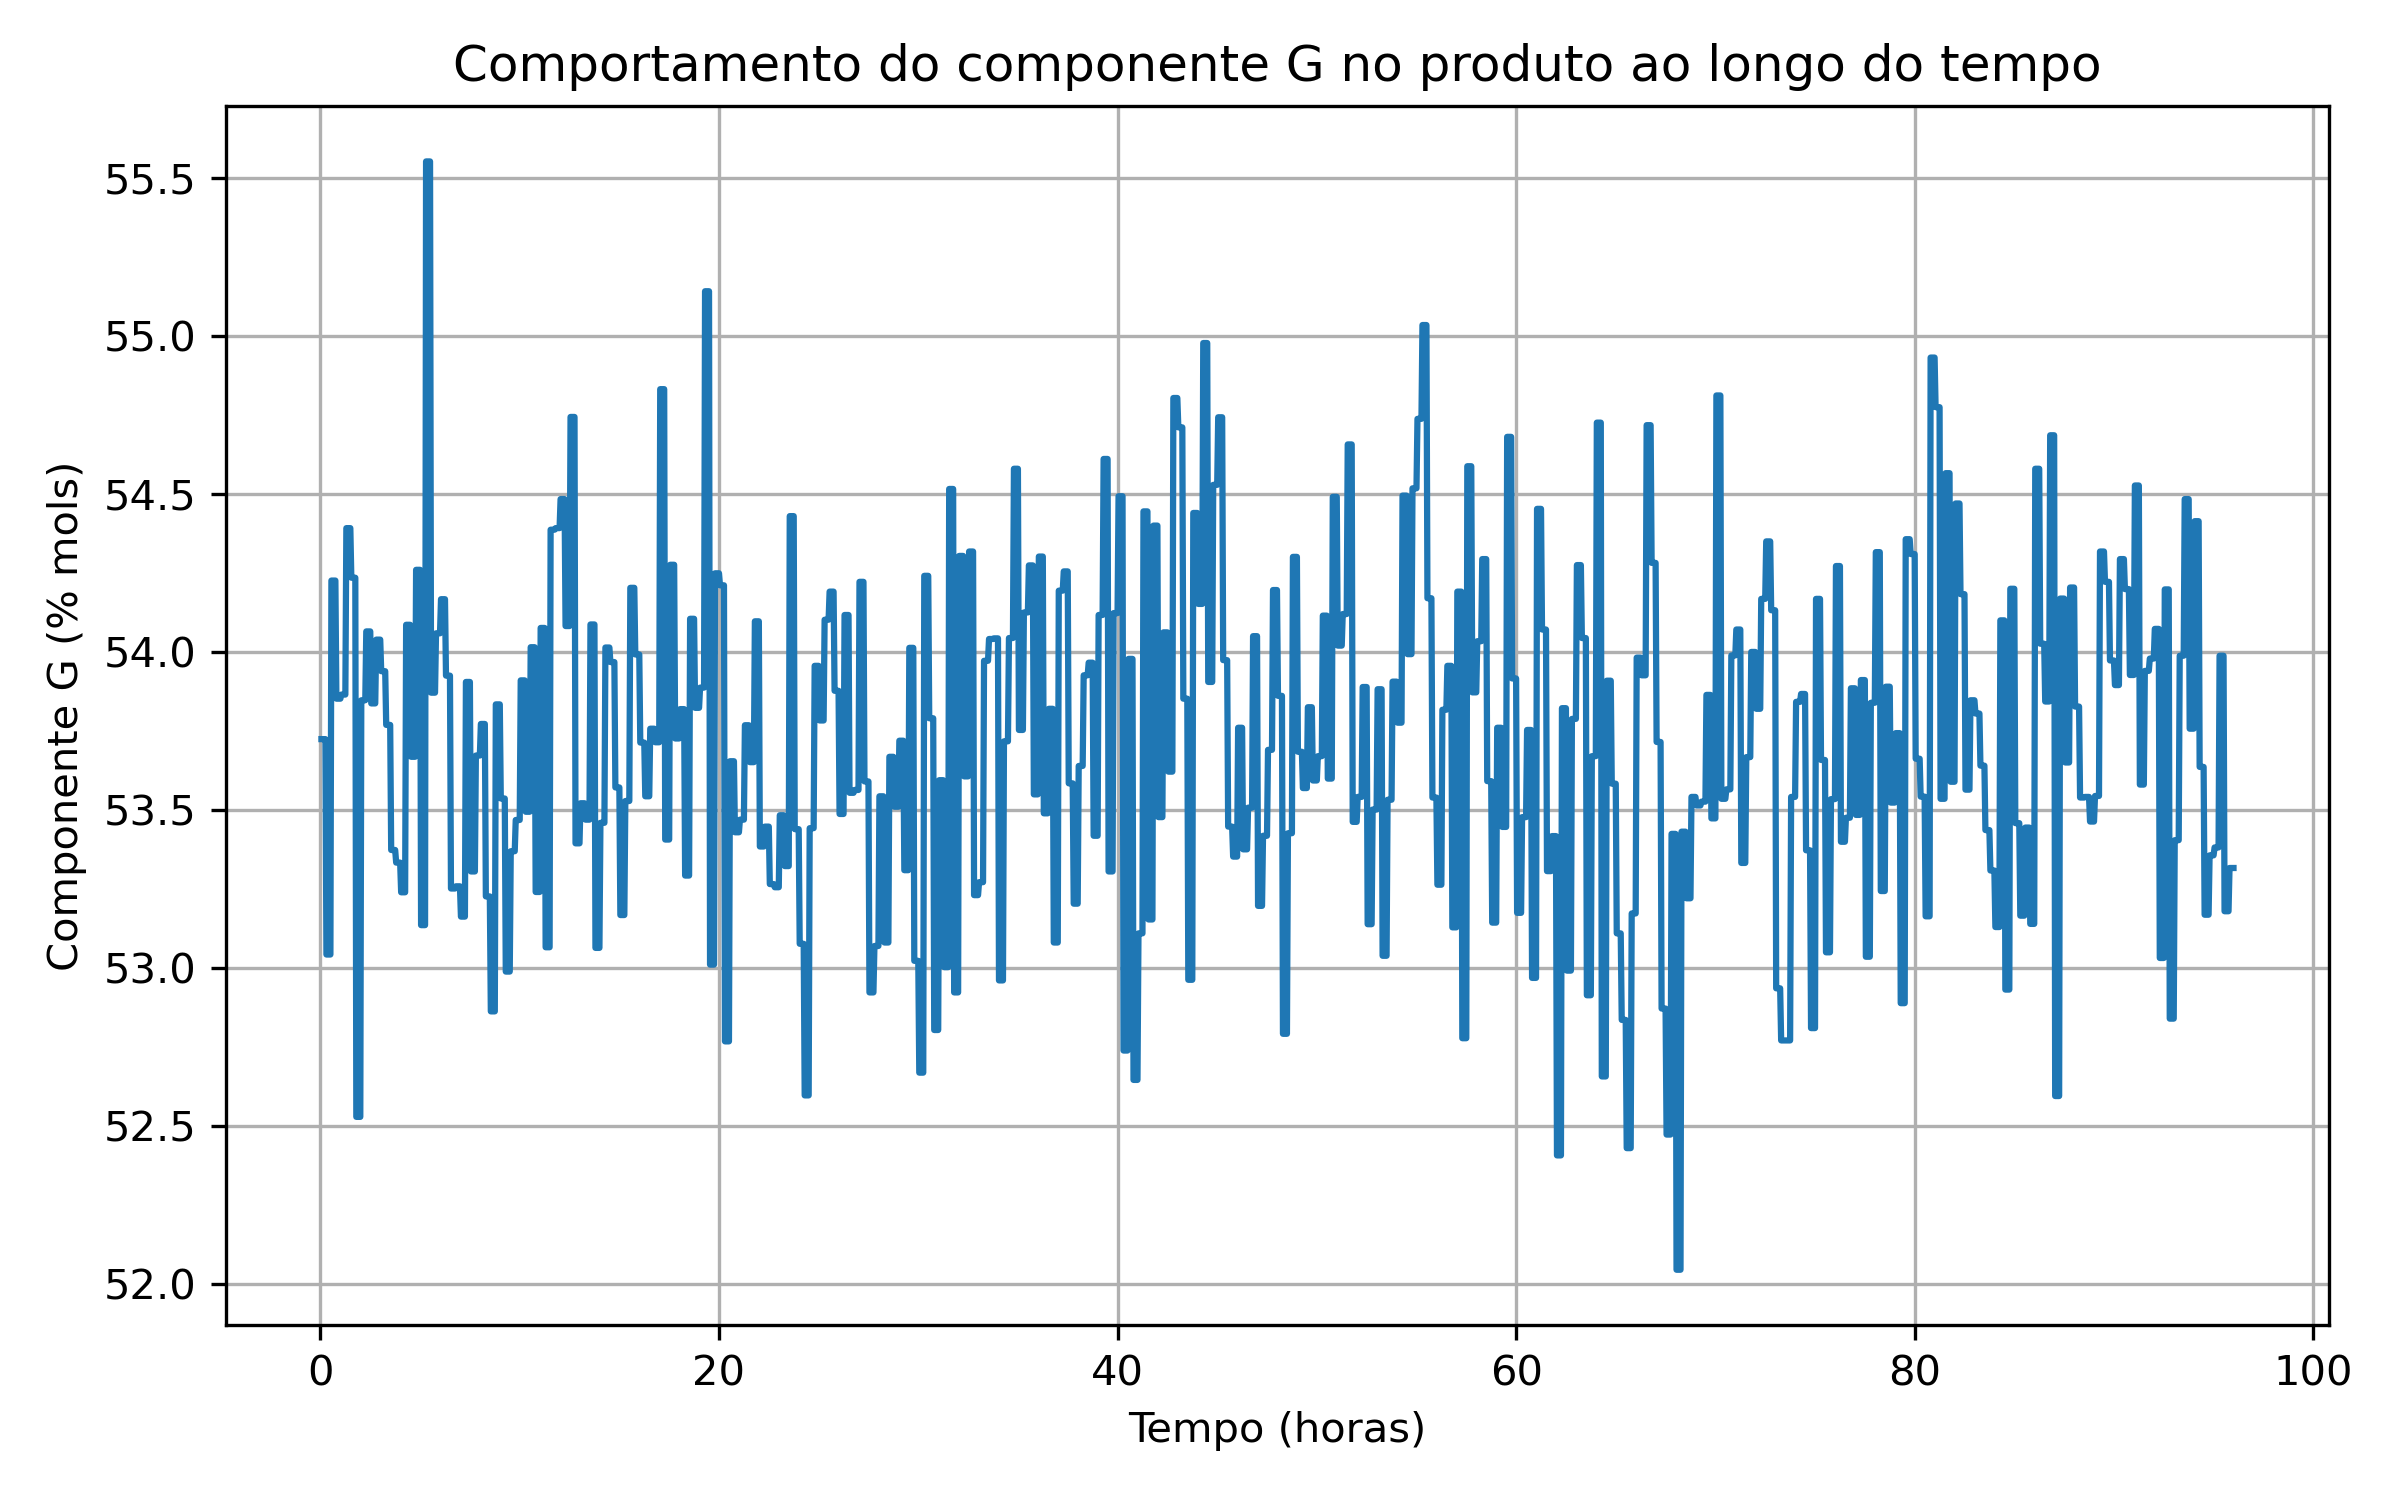 Comportamento do componente G no produto ao longo do tempo
Componente G (% mols)
55.5
55.0
54.5
54.0
53.5
53.0
52.5
52.0
0 20 40 60 80 100
Tempo (horas)